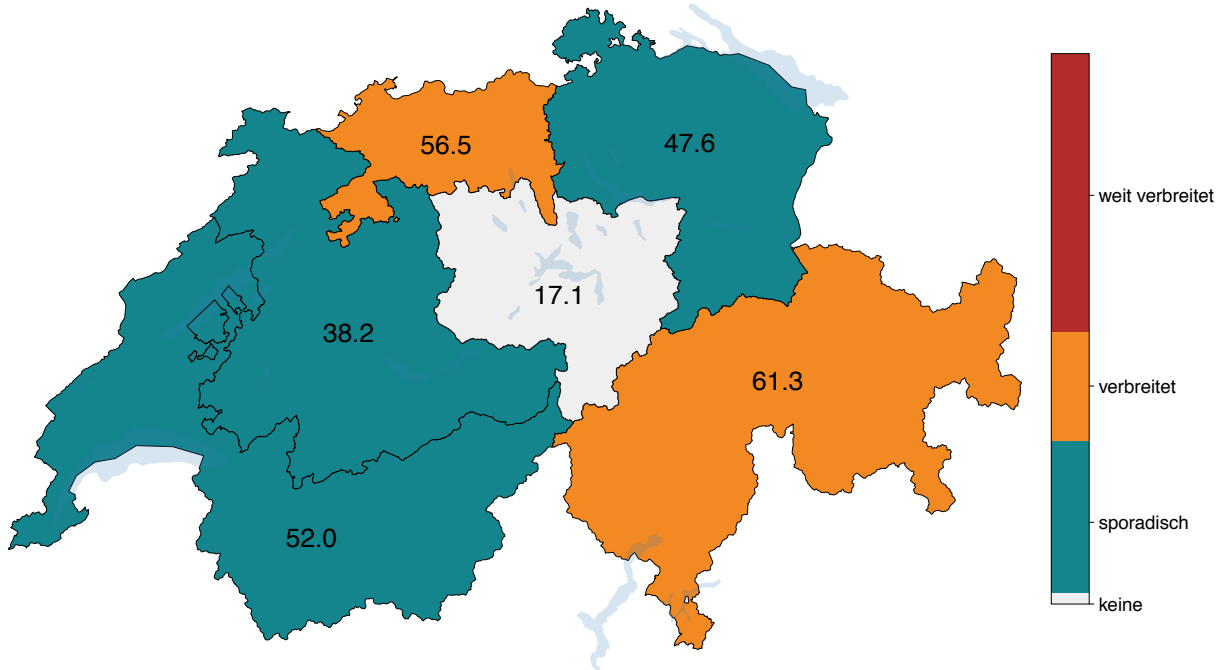 56.5
47.6
weit verbreitet
17.1
38.2
61.3
verbreitet
52.0
sporadisch
keine